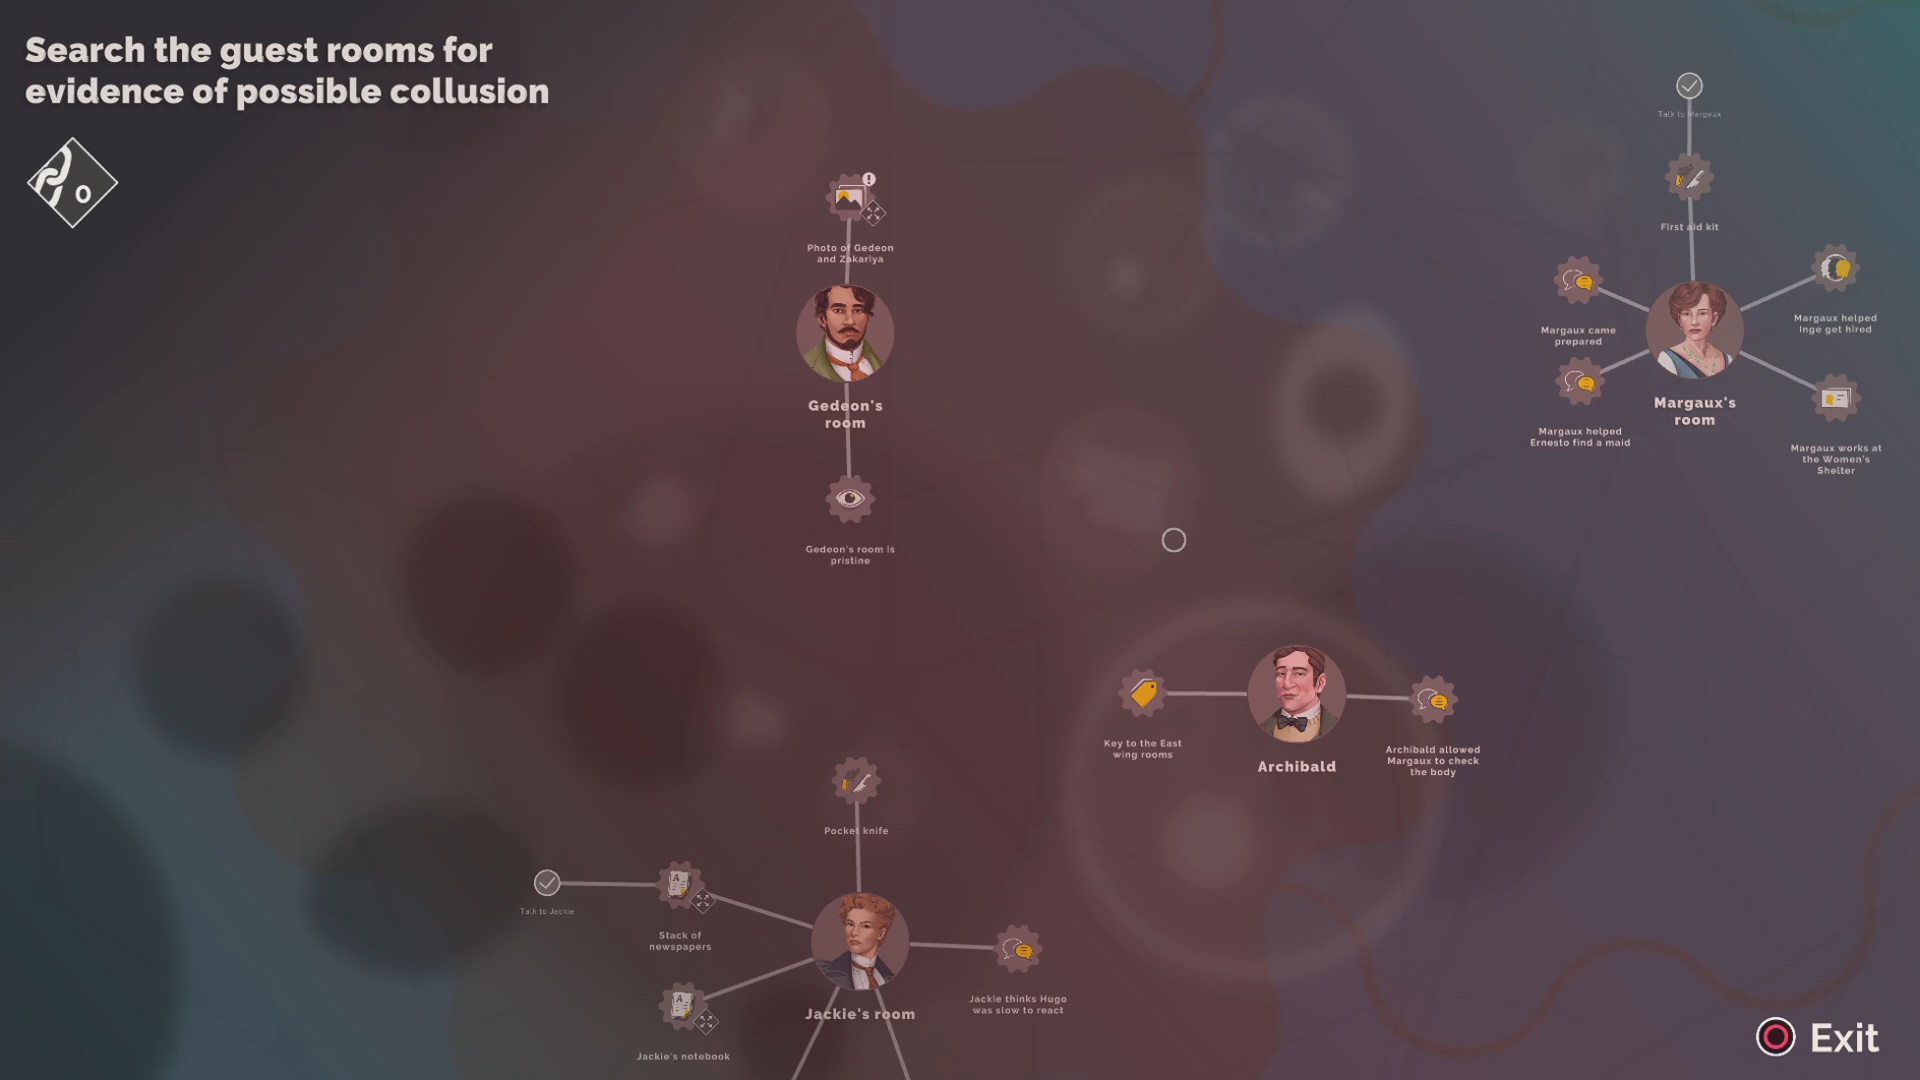 Search the guest rooms for
evidence of possible collusion
0
Talk to Margaux
First aid kit
Photo of Gedeon
and Zakariya
Margaux came
prepared
Margaux helped
Inge get hired
Gedeon's
room
Margaux's
room
Margaux helped
Ernesto find a maid
Margaux works at
the Women's
Shelter
Gedeon's room is
pristine
Key to the East
wing rooms
Archibald
Archibald allowed
Margaux to check
the body
Pocket knife
Talk to Jackie
Stack of
newspapers
Jackie thinks Hugo
was slow to react
Jackie's room
Jackie's notebook
Exit